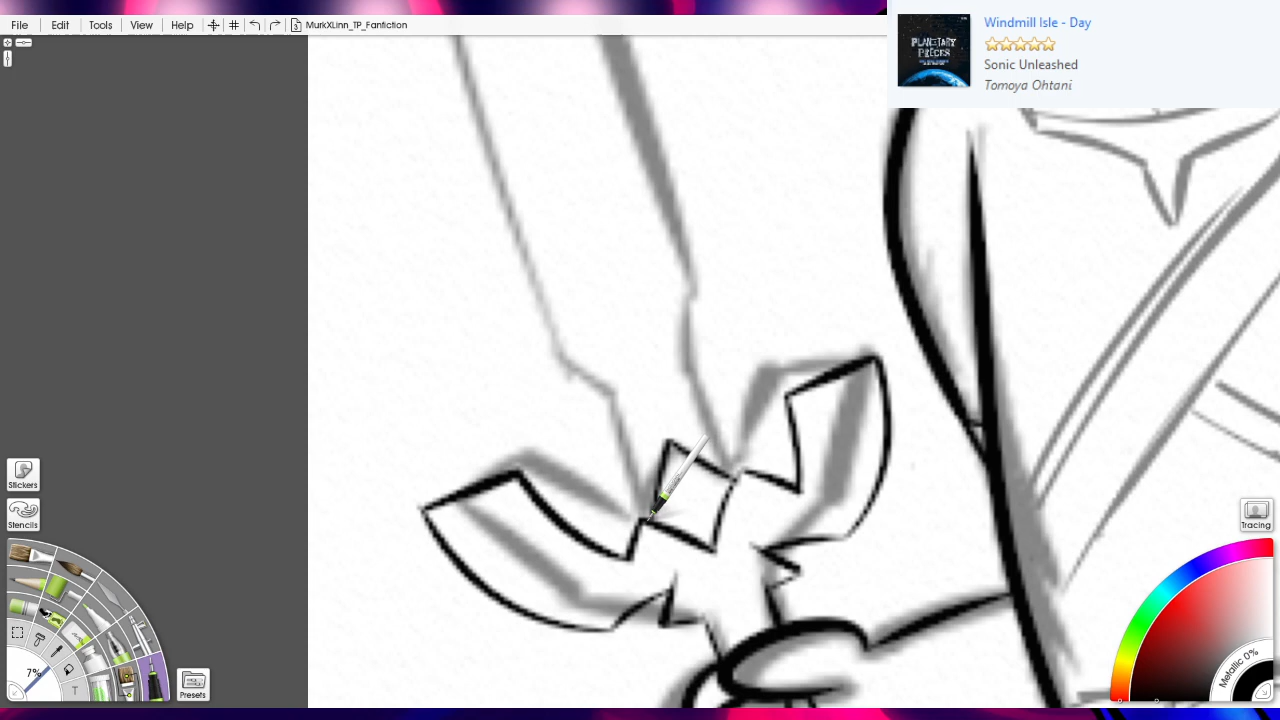 File Edit Tools View Help 3 MurkXLinn_TP_Fanfiction
PLANETARY
PIECES
Windmill Isle - Day
Sonic Unleashed
Tomoya Ohtani
Stickers
Stencils
Tracing
7%
T
Presets
Metallic 0%